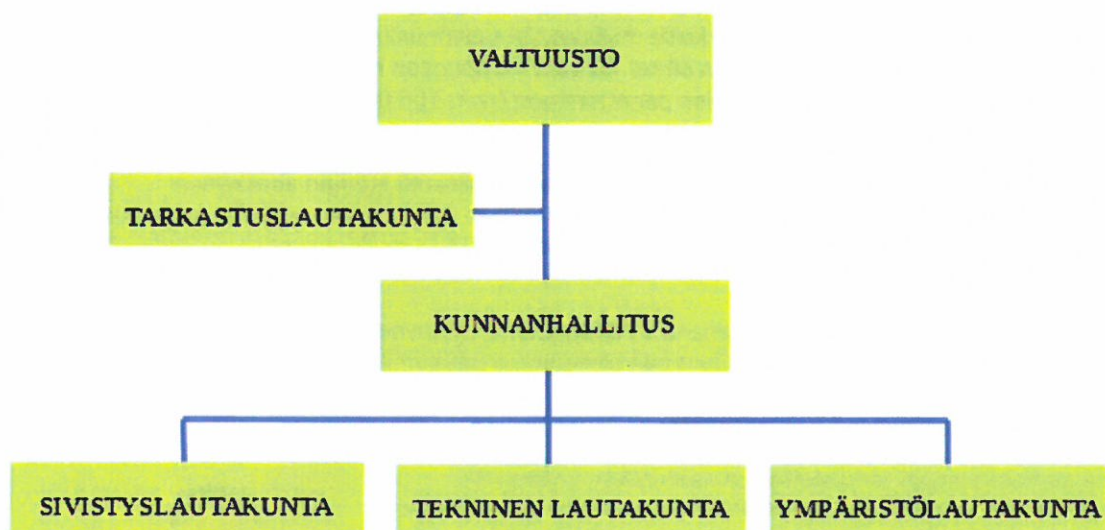 VALTUUSTO
TARKASTUSLAUTAKUNTA
KUNNANHALLITUS
SIVISTYSLAUTAKUNTA
TEKNINEN LAUTAKUNTA
YMPÄRISTÖLAUTAKUNTA